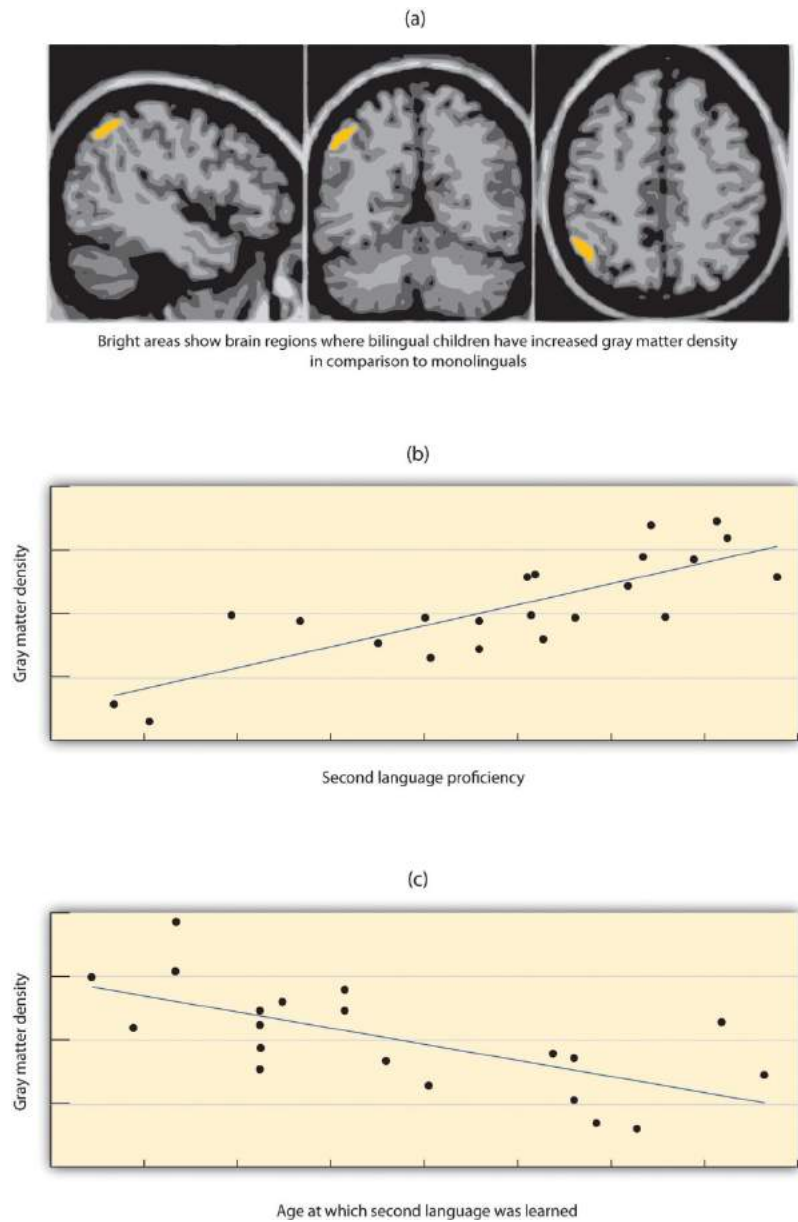 (a)
Bright areas show brain regions where bilingual children have increased gray matter density
in comparison to monolinguals
(b)
Gray matter density
Second language proficiency
(c)
Gray matter density
Age at which second language was learned